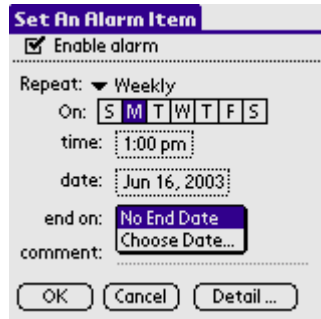 Set An Alarm Item
Enable alarm
Repeat: Weekly
On: S M T W T F S
time: 1:00 pm
date: Jun 16, 2003
end on: No End Date
Choose Date...
comment:
OK Cancel Detail ...